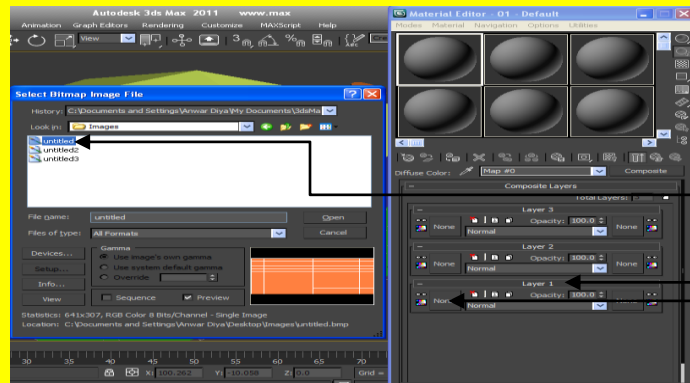 Autodesk 3ds Max 2011 www.max
Animation Graph Editors Rendering Customize MAXScript Help
View
Select Bitmap Image File
History: C:\Documents and Settings\Anwar Diya\My Documents\3dsMa
Look in: Images
untitled
untitled2
untitled3
File name: untitled Open
Files of type: All Formats Cancel
Devices...
Setup...
Info...
View
Gamma
Use image's own gamma
Use system default gamma
Override
Sequence Preview
Statistics: 641x307, RGB Color 8 Bits/Channel - Single Image
Location: C:\Documents and Settings\Anwar Diya\Desktop\Images\untitled.bmp
30 35 45 50 55 60 65 70
X: 100.262 Y: -10.058 Z: 0.0 Grid =
Material Editor - 01 - Default
Modes Material Navigation Options Utilities
Diffuse Color: Map #0 Composite
Composite Layers
Total Layers:
Layer 3
None Opacity: 100.0 None
Normal
Layer 2
None Opacity: 100.0 None
Normal
Layer 1
Opacity: 100.0 None
Normal